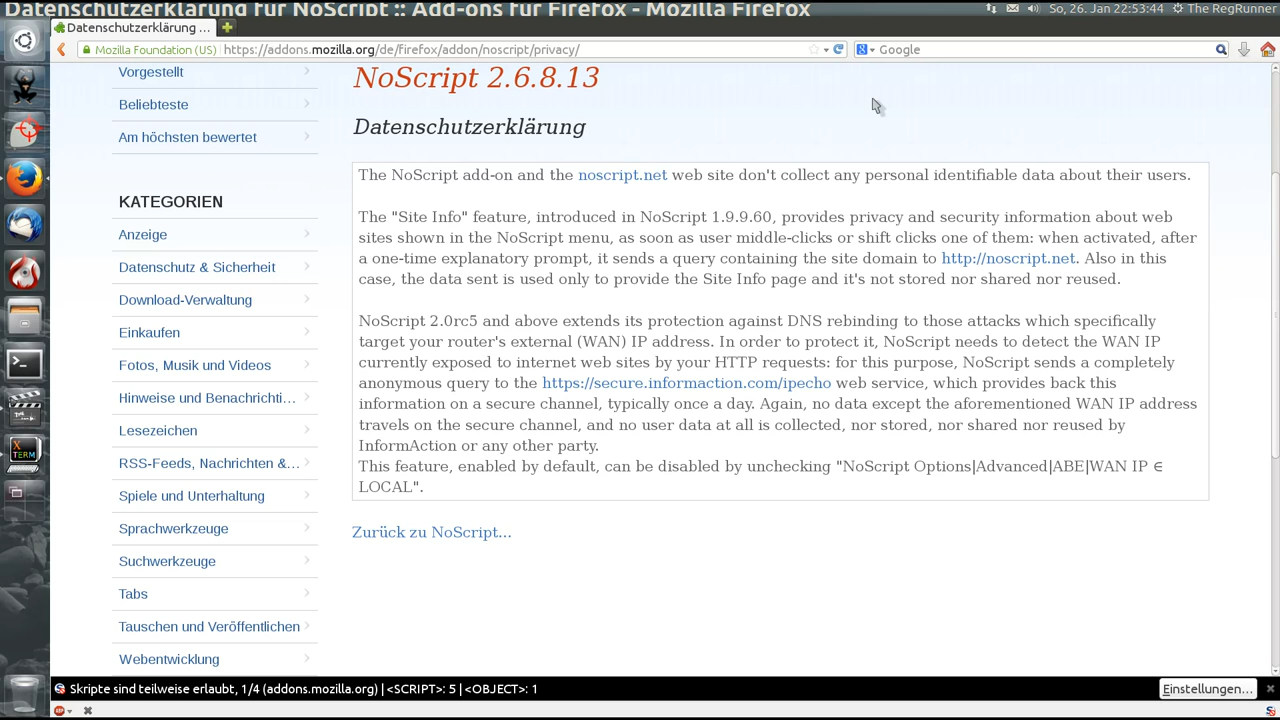 Datenschutzerklärung für NoScript :: Add-ons für Firefox - Mozilla Firefox
So, 26. Jan 22:53:44
The RegRunner
Datenschutzerklärung ...
Mozilla Foundation (US)
https://addons.mozilla.org/de/firefox/addon/noscript/privacy/
Google
Vorgestellt
Beliebteste
Am höchsten bewertet
KATEGORIEN
Anzeige
Datenschutz & Sicherheit
Download-Verwaltung
Einkaufen
Fotos, Musik und Videos
Hinweise und Benachrichti…
Lesezeichen
RSS-Feeds, Nachrichten &…
Spiele und Unterhaltung
Sprachwerkzeuge
Suchwerkzeuge
Tabs
Tauschen und Veröffentlichen
Webentwicklung
NoScript 2.6.8.13
Datenschutzerklärung
The NoScript add-on and the noscript.net web site don't collect any personal identifiable data about their users.
The "Site Info" feature, introduced in NoScript 1.9.9.60, provides privacy and security information about web
sites shown in the NoScript menu, as soon as user middle-clicks or shift clicks one of them: when activated, after
a one-time explanatory prompt, it sends a query containing the site domain to http://noscript.net. Also in this
case, the data sent is used only to provide the Site Info page and it's not stored nor shared nor reused.
NoScript 2.0rc5 and above extends its protection against DNS rebinding to those attacks which specifically
target your router's external (WAN) IP address. In order to protect it, NoScript needs to detect the WAN IP
currently exposed to internet web sites by your HTTP requests: for this purpose, NoScript sends a completely
anonymous query to the https://secure.informaction.com/ipecho web service, which provides back this
information on a secure channel, typically once a day. Again, no data except the aforementioned WAN IP address
travels on the secure channel, and no user data at all is collected, nor stored, nor shared nor reused by
InformAction or any other party.
This feature, enabled by default, can be disabled by unchecking "NoScript Options|Advanced|ABE|WAN IP ∈
LOCAL".
Zurück zu NoScript…
X
TERM
Skripte sind teilweise erlaubt, 1/4 (addons.mozilla.org) | <SCRIPT>: 5 | <OBJECT>: 1
Einstellungen…
ABP